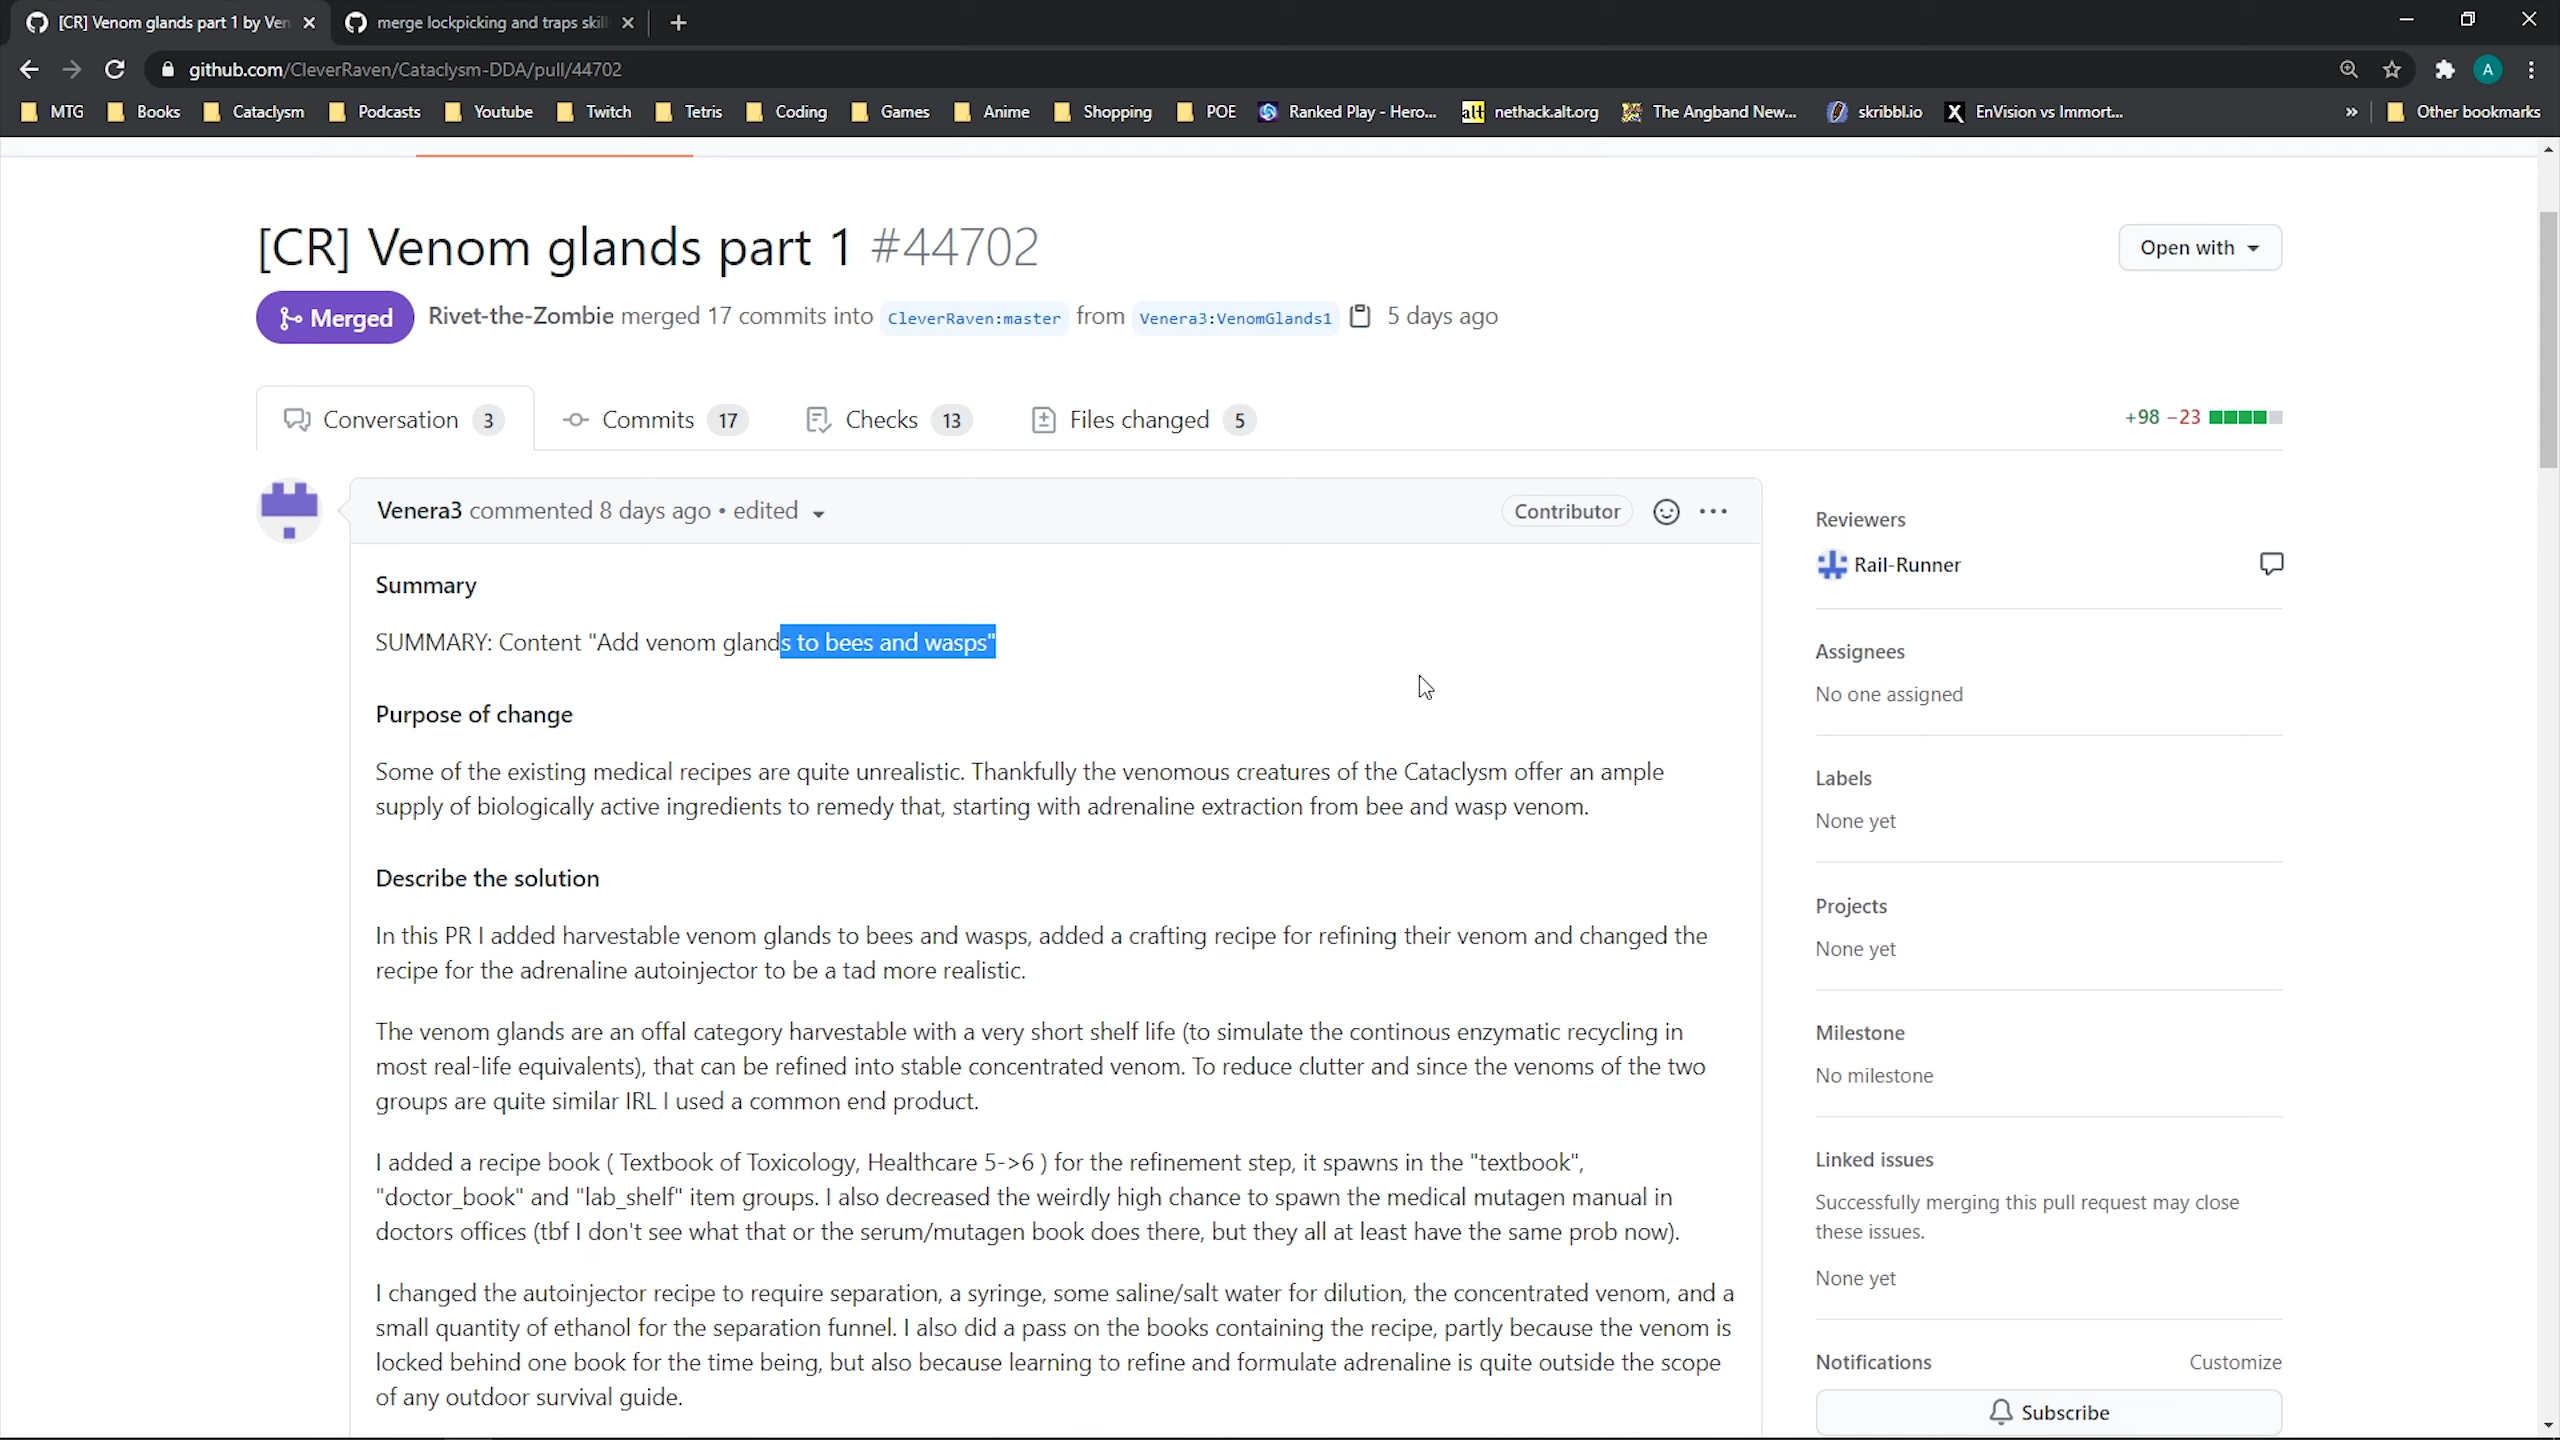 [CR] Venom glands part 1 by Ven
merge lockpicking and traps skill
github.com/CleverRaven/Cataclysm-DDA/pull/44702
A
MTG Books Cataclysm Podcasts Youtube Twitch Tetris Coding Games Anime Shopping POE Ranked Play - Hero... alt nethack.alt.org The Angband New... skribbl.io X EnVision vs Immort... » Other bookmarks
[CR] Venom glands part 1 #44702
Open with
Merged Rivet-the-Zombie merged 17 commits into CleverRaven:master from Venera3:VenomGlands1 5 days ago
Conversation 3 Commits 17 Checks 13 Files changed 5 +98 −23
Venera3 commented 8 days ago • edited Contributor
Summary
SUMMARY: Content "Add venom glands to bees and wasps"
Purpose of change
Some of the existing medical recipes are quite unrealistic. Thankfully the venomous creatures of the Cataclysm offer an ample
supply of biologically active ingredients to remedy that, starting with adrenaline extraction from bee and wasp venom.
Describe the solution
In this PR I added harvestable venom glands to bees and wasps, added a crafting recipe for refining their venom and changed the
recipe for the adrenaline autoinjector to be a tad more realistic.
The venom glands are an offal category harvestable with a very short shelf life (to simulate the continous enzymatic recycling in
most real-life equivalents), that can be refined into stable concentrated venom. To reduce clutter and since the venoms of the two
groups are quite similar IRL I used a common end product.
I added a recipe book ( Textbook of Toxicology, Healthcare 5->6 ) for the refinement step, it spawns in the "textbook",
"doctor_book" and "lab_shelf" item groups. I also decreased the weirdly high chance to spawn the medical mutagen manual in
doctors offices (tbf I don't see what that or the serum/mutagen book does there, but they all at least have the same prob now).
I changed the autoinjector recipe to require separation, a syringe, some saline/salt water for dilution, the concentrated venom, and a
small quantity of ethanol for the separation funnel. I also did a pass on the books containing the recipe, partly because the venom is
locked behind one book for the time being, but also because learning to refine and formulate adrenaline is quite outside the scope
of any outdoor survival guide.
Reviewers
Rail-Runner
Assignees
No one assigned
Labels
None yet
Projects
None yet
Milestone
No milestone
Linked issues
Successfully merging this pull request may close
these issues.
None yet
Notifications Customize
Subscribe